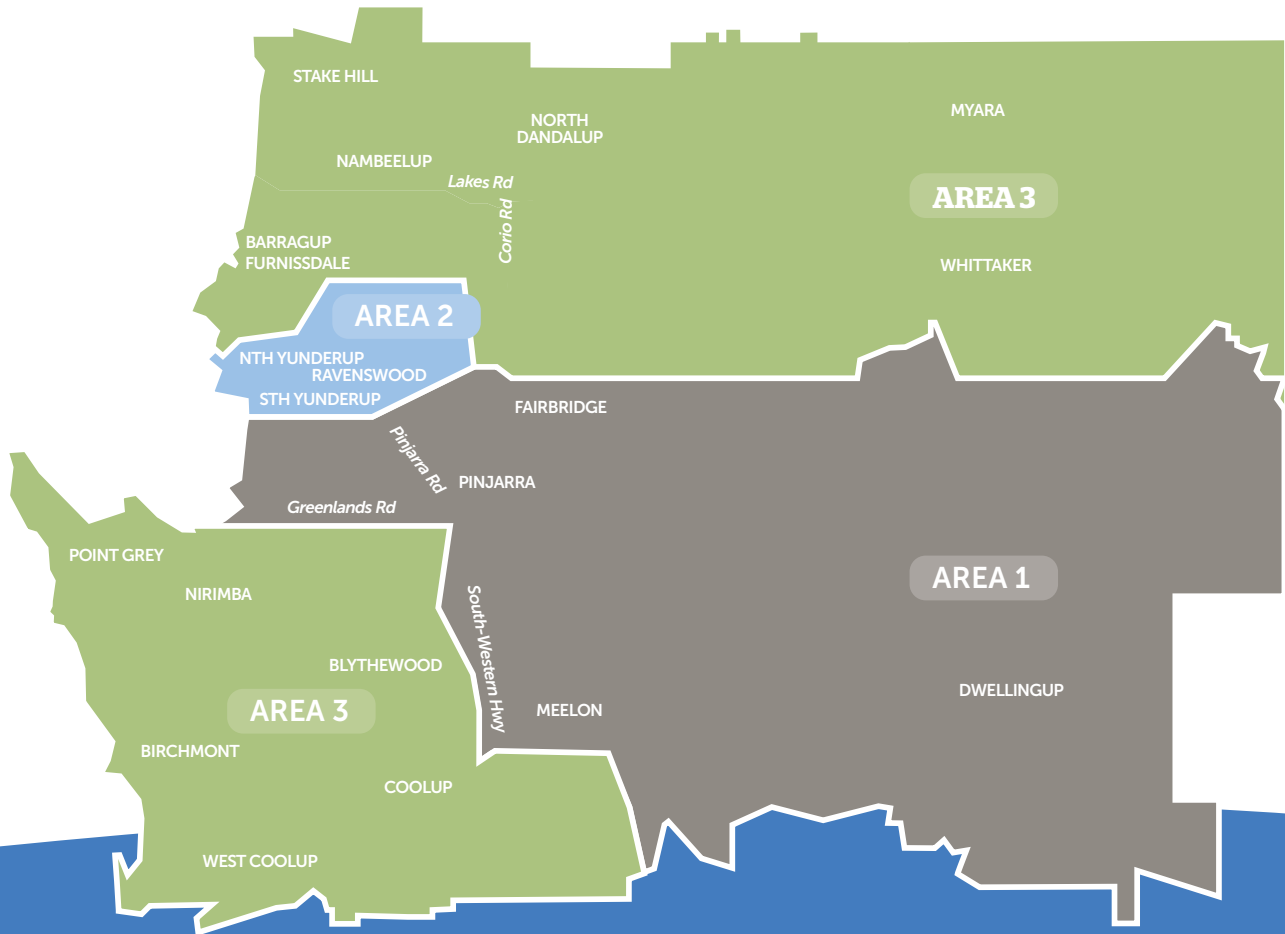 STAKE HILL
MYARA
NORTH
DANDALUP
NAMBEELUP
Lakes Rd
AREA 3
Corio Rd
BARRAGUP
FURNISSDALE
WHITTAKER
AREA 2
NTH YUNDERUP
RAVENSWOOD
STH YUNDERUP
FAIRBRIDGE
Pinjarra Rd
PINJARRA
Greenlands Rd
POINT GREY
AREA 1
NIRIMBA
South-Western Hwy
BLYTHEWOOD
DWELLINGUP
AREA 3
MEELON
BIRCHMONT
COOLUP
WEST COOLUP